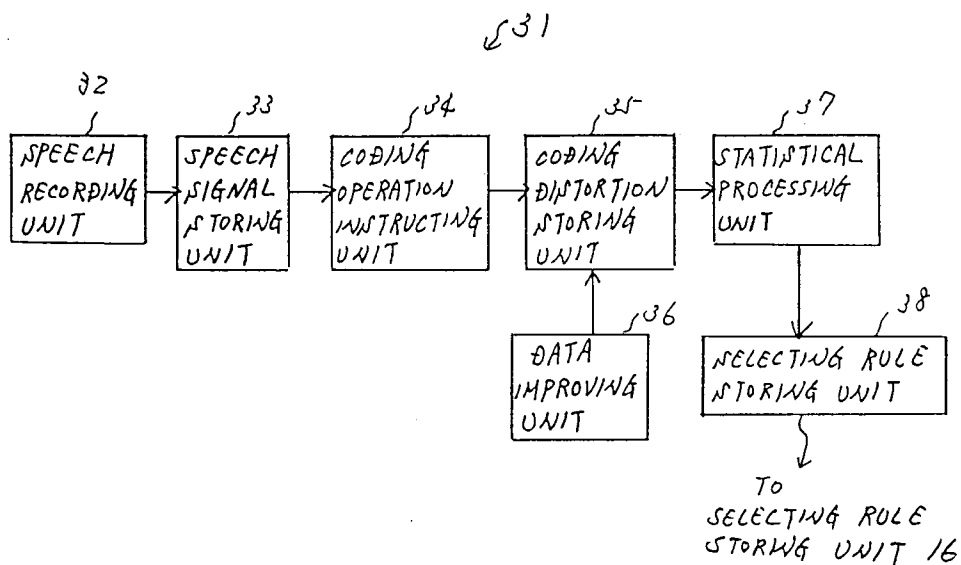 31
32
SPEECH
RECORDING
UNIT
33
SPEECH
SIGNAL
STORING
UNIT
34
CODING
OPERATION
INSTRUCTING
UNIT
35
CODING
DISTORTION
STORING
UNIT
37
STATISTICAL
PROCESSING
UNIT
36
DATA
IMPROVING
UNIT
38
SELECTING RULE
STORING UNIT
TO
SELECTING RULE
STORING UNIT 16